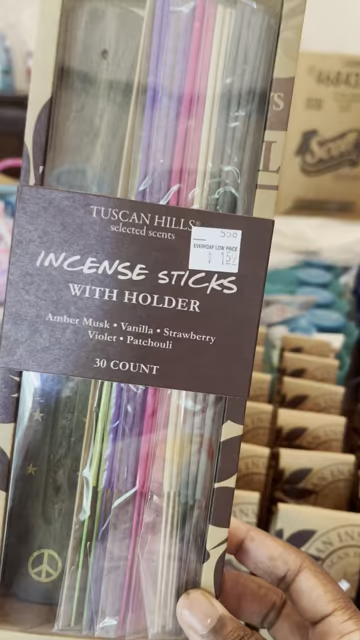 TUSCAN HILLS®
selected scents
INCENSE STICKS
WITH HOLDER
Amber Musk • Vanilla • Strawberry
Violet • Patchouli
30 COUNT
EVERYDAY LOW PRICE